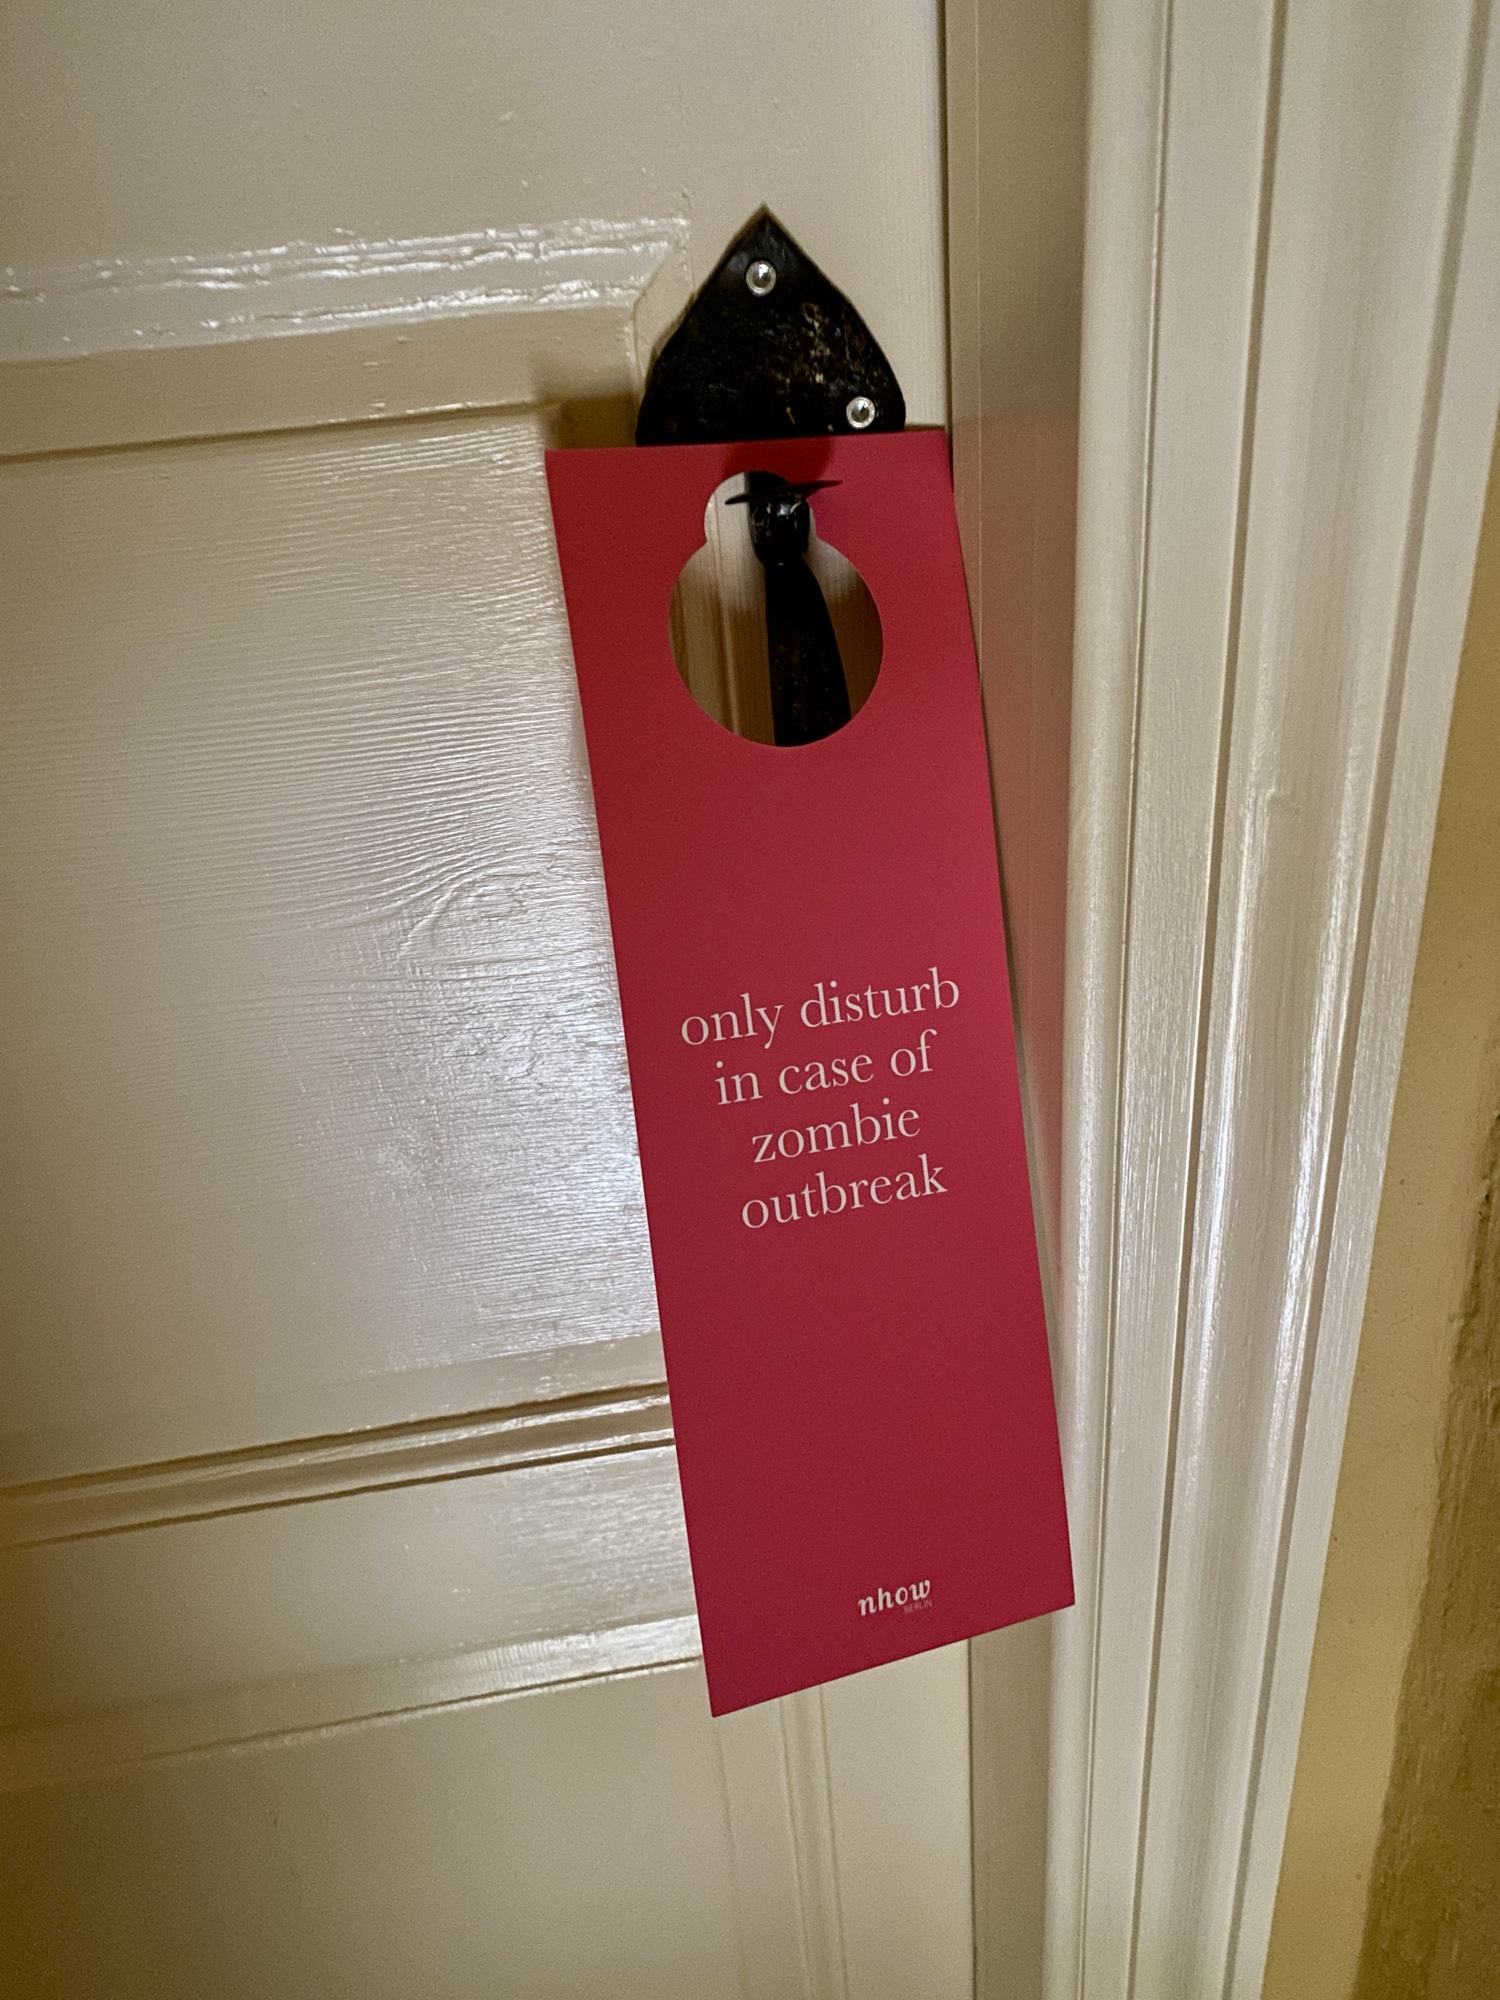 only disturb
in case of
zombie
outbreak
nhow
BERLIN